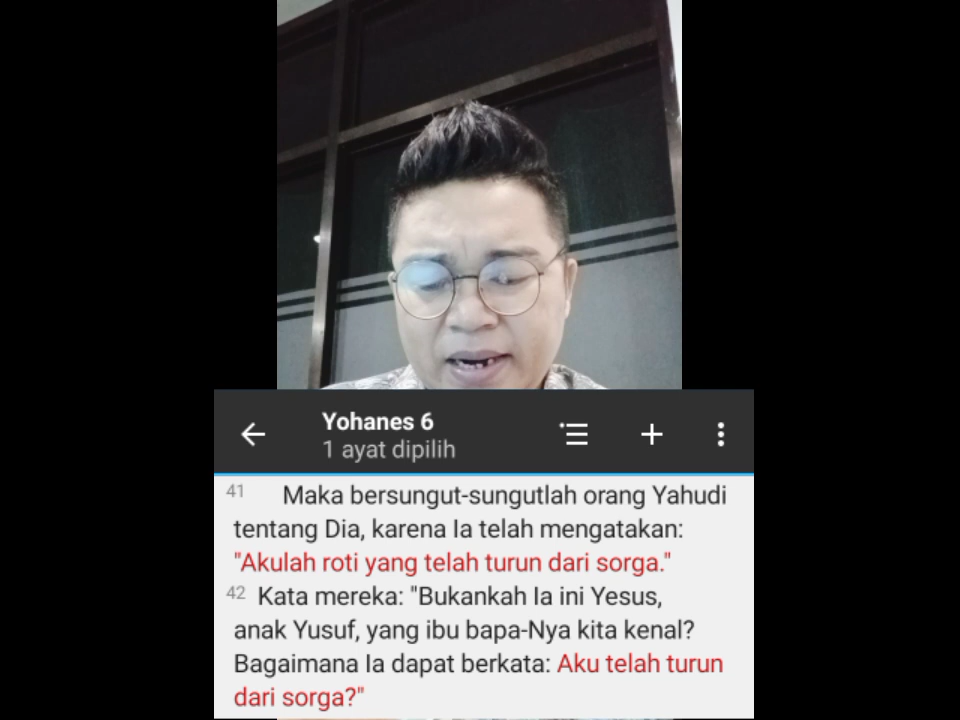 Yohanes 6
1 ayat dipilih
41 Maka bersungut-sungutlah orang Yahudi
tentang Dia, karena Ia telah mengatakan:
"Akulah roti yang telah turun dari sorga."
42 Kata mereka: "Bukankah Ia ini Yesus,
anak Yusuf, yang ibu bapa-Nya kita kenal?
Bagaimana Ia dapat berkata: Aku telah turun
dari sorga?"